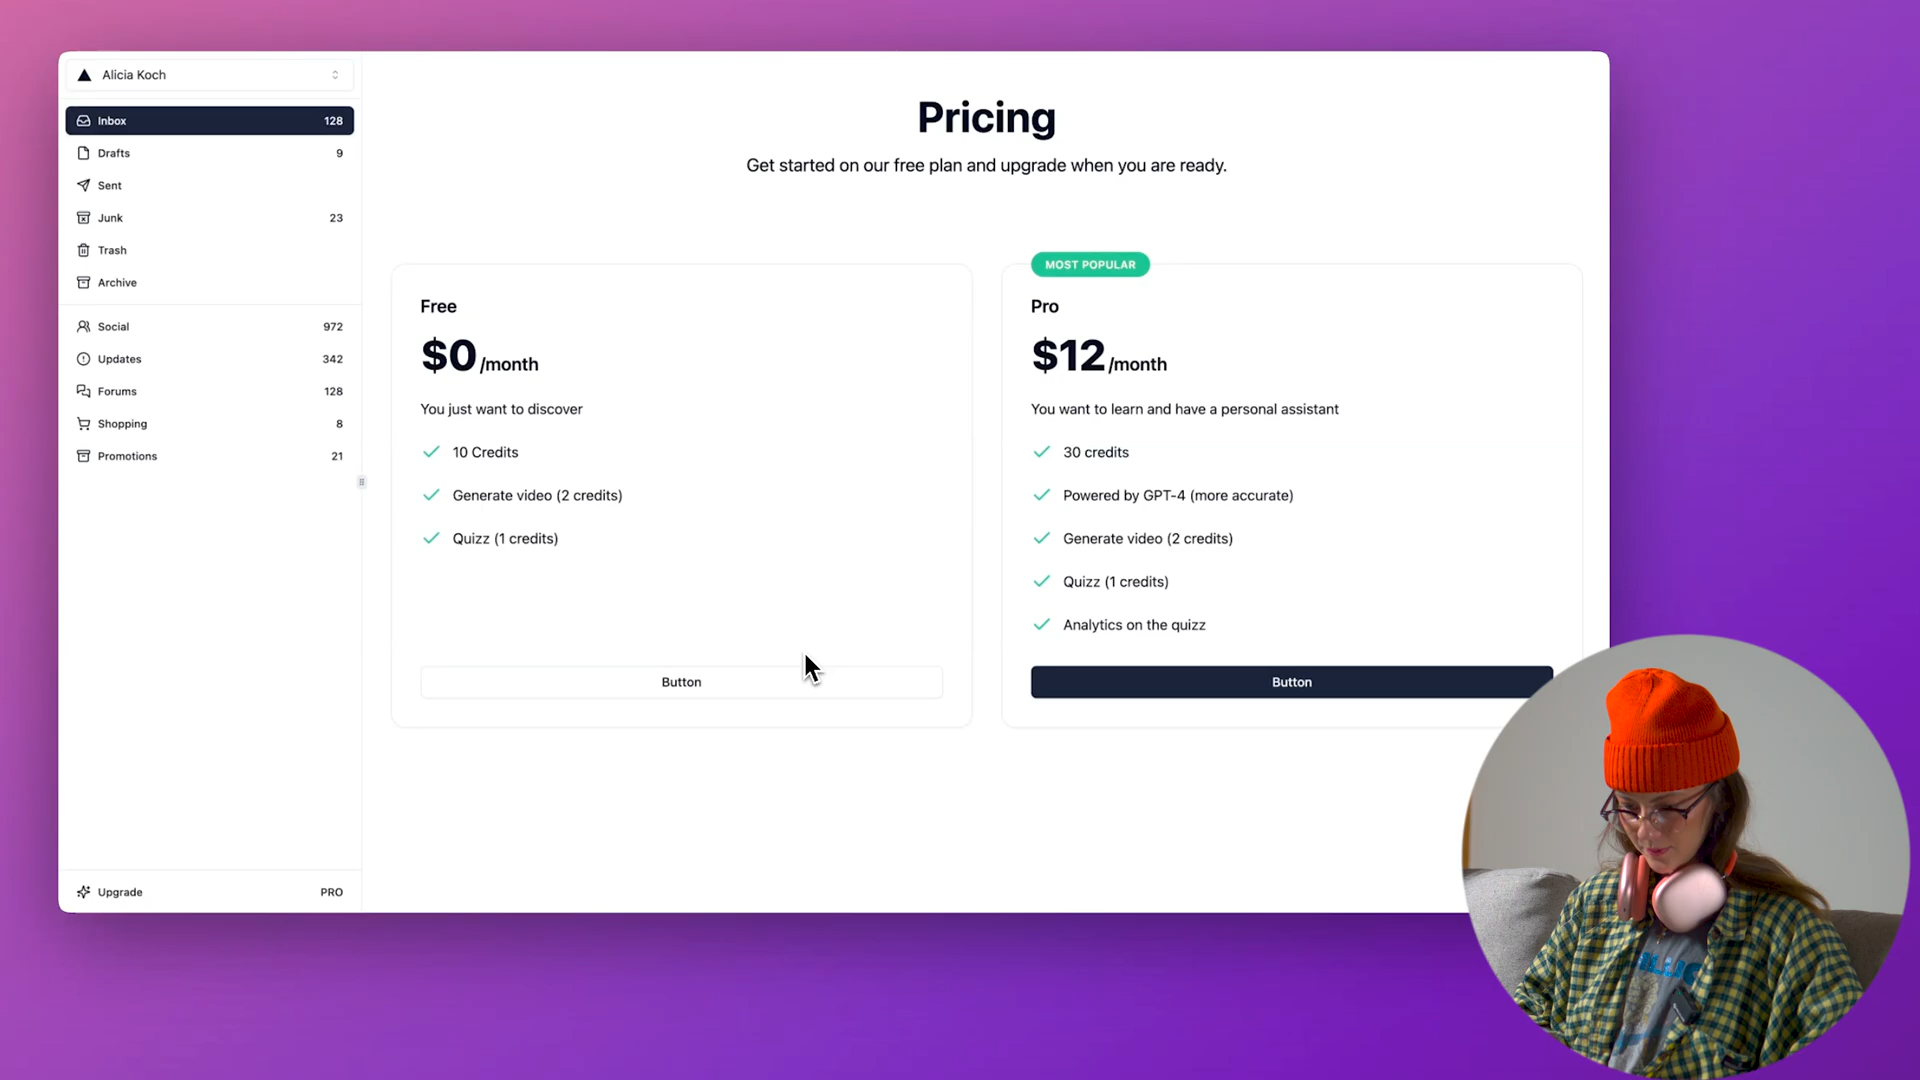 Alicia Koch
Inbox 128
Drafts 9
Sent
Junk 23
Trash
Archive
Social 972
Updates 342
Forums 128
Shopping 8
Promotions 21
Upgrade PRO
Pricing
Get started on our free plan and upgrade when you are ready.
Free
$0/month
You just want to discover
10 Credits
Generate video (2 credits)
Quizz (1 credits)
Button
MOST POPULAR
Pro
$12/month
You want to learn and have a personal assistant
30 credits
Powered by GPT-4 (more accurate)
Generate video (2 credits)
Quizz (1 credits)
Analytics on the quizz
Button